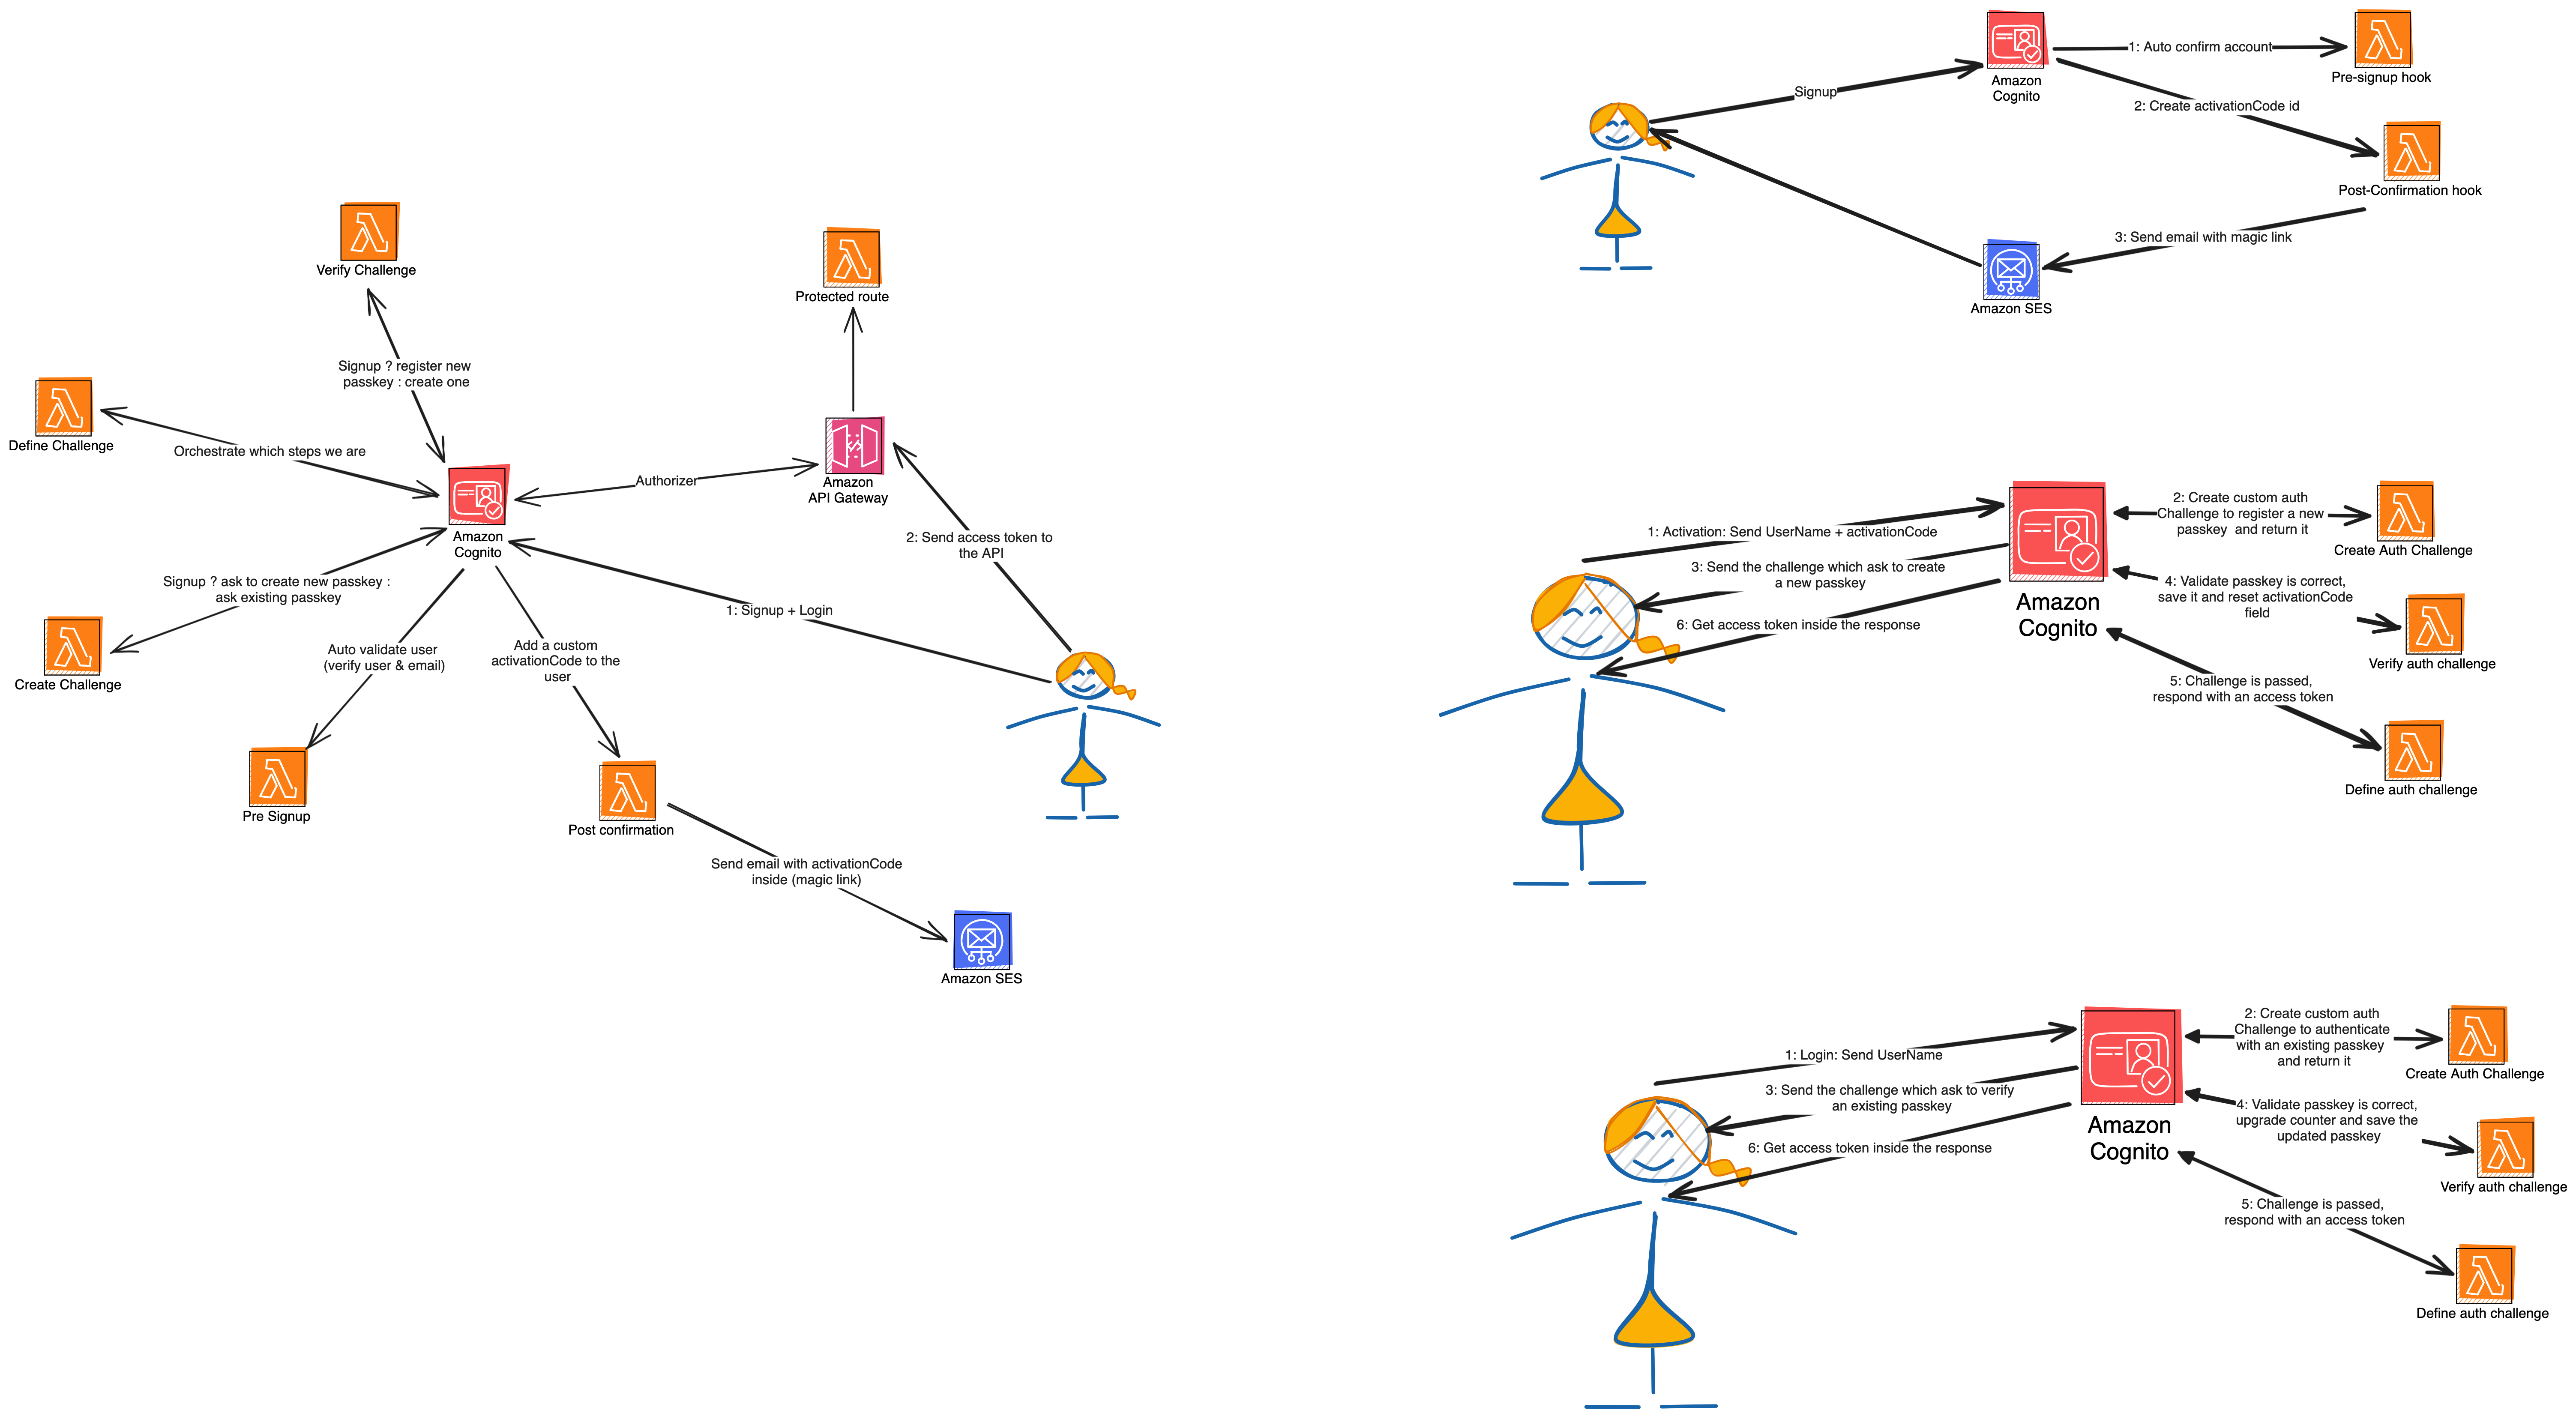 Verify Challenge
Protected route
Signup ? register new
passkey : create one
Define Challenge
Orchestrate which steps we are
Authorizer
Amazon
API Gateway
Amazon
Cognito
2: Send access token to
the API
Signup ? ask to create new passkey :
ask existing passkey
1: Signup + Login
Create Challenge
Auto validate user
(verify user & email)
Add a custom
activationCode to the
user
Pre Signup
Post confirmation
Send email with activationCode
inside (magic link)
Amazon SES
Signup
Amazon
Cognito
1: Auto confirm account
Pre-signup hook
2: Create activationCode id
Post-Confirmation hook
3: Send email with magic link
Amazon SES
1: Activation: Send UserName + activationCode
2: Create custom auth
Challenge to register a new
passkey and return it
Create Auth Challenge
3: Send the challenge which ask to create
a new passkey
4: Validate passkey is correct,
save it and reset activationCode
field
Amazon
Cognito
6: Get access token inside the response
Verify auth challenge
5: Challenge is passed,
respond with an access token
Define auth challenge
1: Login: Send UserName
2: Create custom auth
Challenge to authenticate
with an existing passkey
and return it
Create Auth Challenge
3: Send the challenge which ask to verify
an existing passkey
4: Validate passkey is correct,
upgrade counter and save the
updated passkey
Amazon
Cognito
6: Get access token inside the response
Verify auth challenge
5: Challenge is passed,
respond with an access token
Define auth challenge